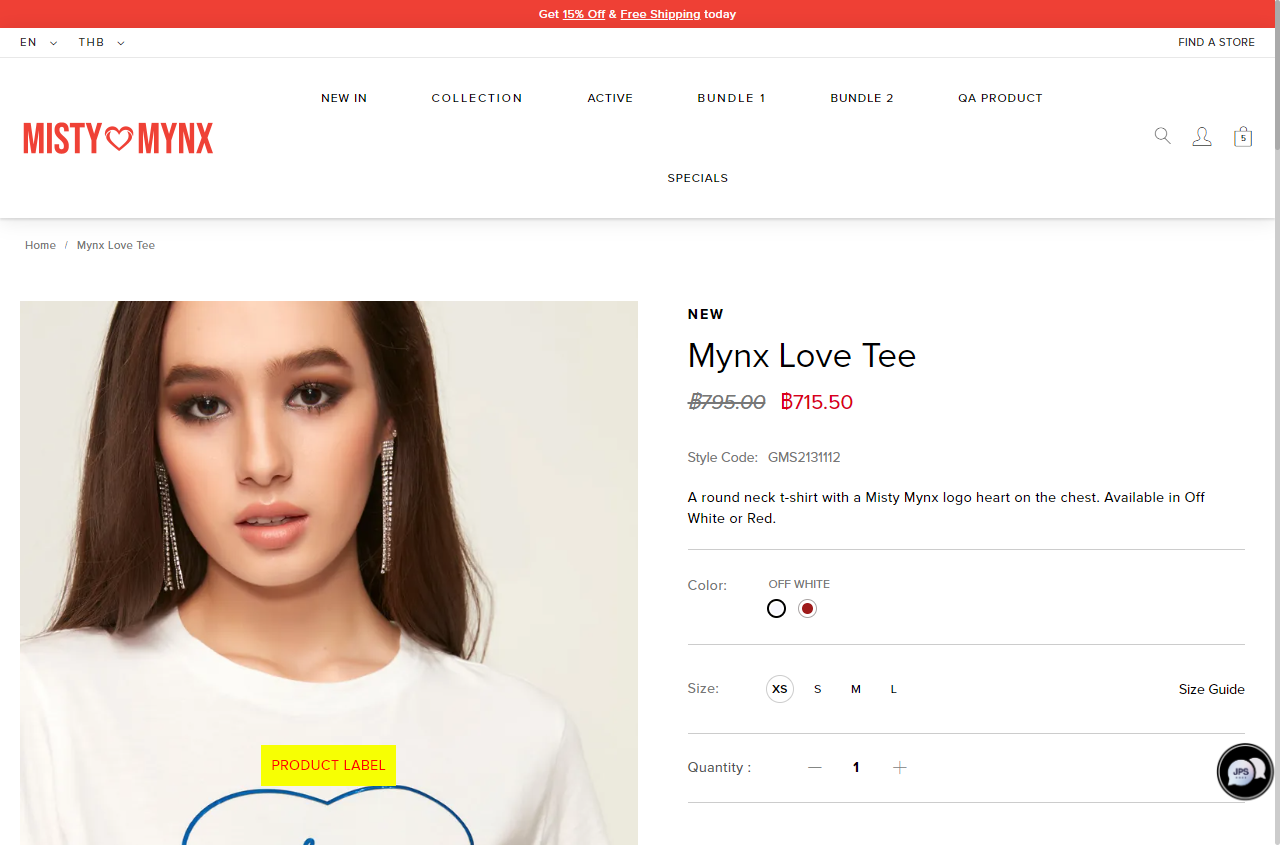 Get 15% Off & Free Shipping today
EN THB FIND A STORE
NEW IN COLLECTION ACTIVE BUNDLE 1 BUNDLE 2 QA PRODUCT
MISTY MYNX
5
SPECIALS
Home / Mynx Love Tee
NEW
Mynx Love Tee
฿795.00 ฿715.50
Style Code: GMS2131112
A round neck t-shirt with a Misty Mynx logo heart on the chest. Available in Off
White or Red.
Color: OFF WHITE
Size: XS S M L Size Guide
PRODUCT LABEL
Quantity : 1
JPS